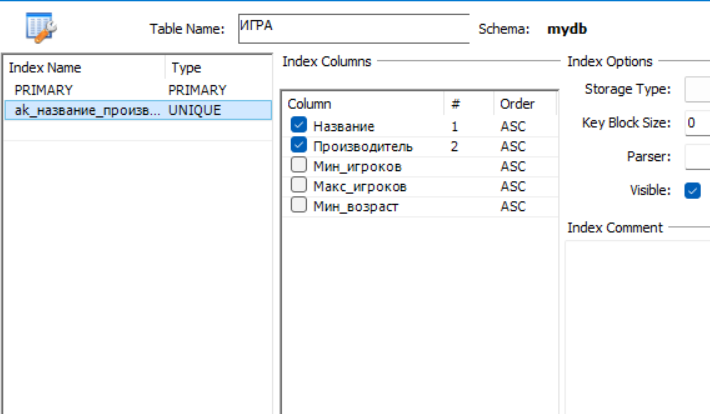 Table Name: ИГРА Schema: mydb
Index Name Type
PRIMARY PRIMARY
ak_название_произв... UNIQUE
Index Columns
Column # Order
Название 1 ASC
Производитель 2 ASC
Мин_игроков ASC
Макс_игроков ASC
Мин_возраст ASC
Index Options
Storage Type:
Key Block Size: 0
Parser:
Visible:
Index Comment